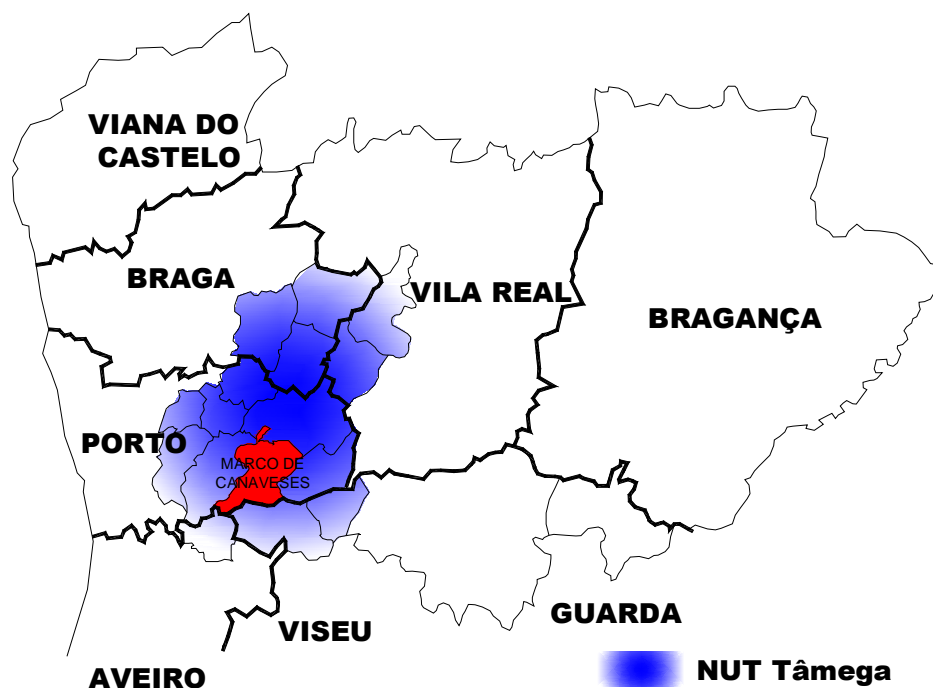 VIANA DO
CASTELO
BRAGA
VILA REAL
BRAGANÇA
PORTO
MARCO DE
CANAVESES
GUARDA
VISEU
AVEIRO
NUT Tâmega